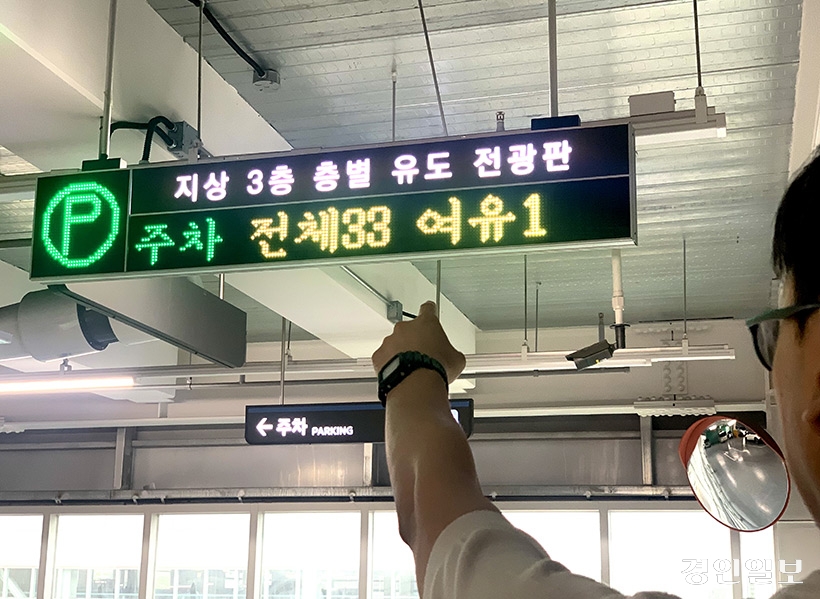 P
지상 3층 층별 유도 전광판
주차 전체33 여유1
← 주차 PARKING
경인일보